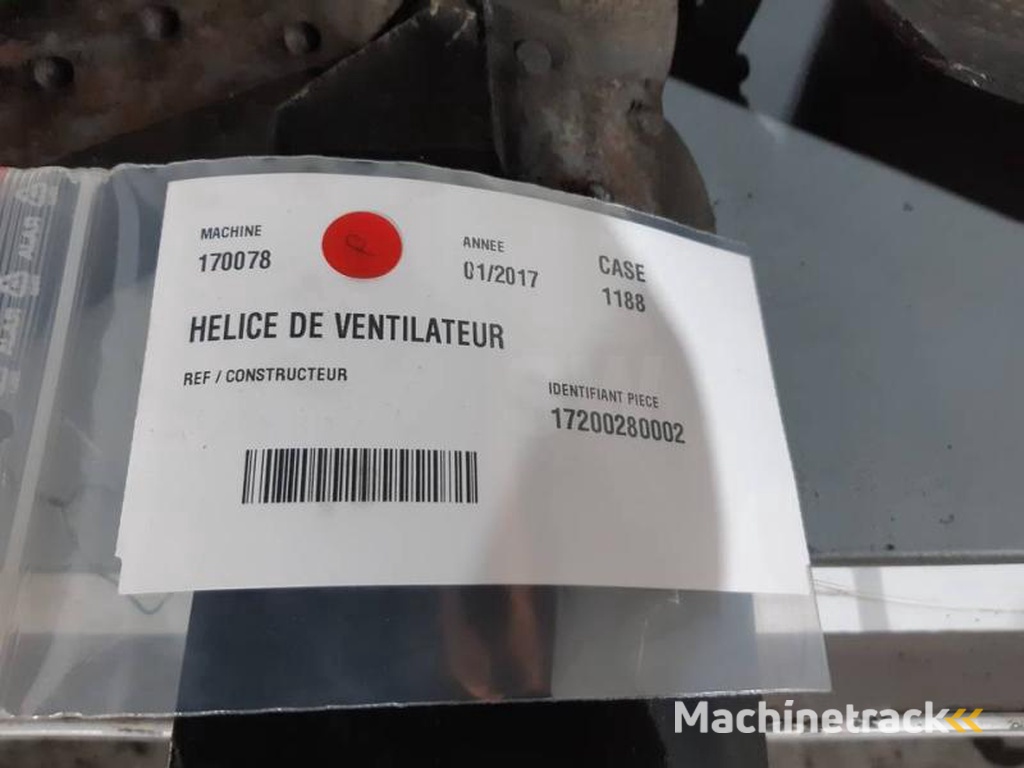 MACHINE
170078
ANNEE
01/2017
CASE
1188
HELICE DE VENTILATEUR
REF / CONSTRUCTEUR
IDENTIFIANT PIECE
17200280002
Machinetrack